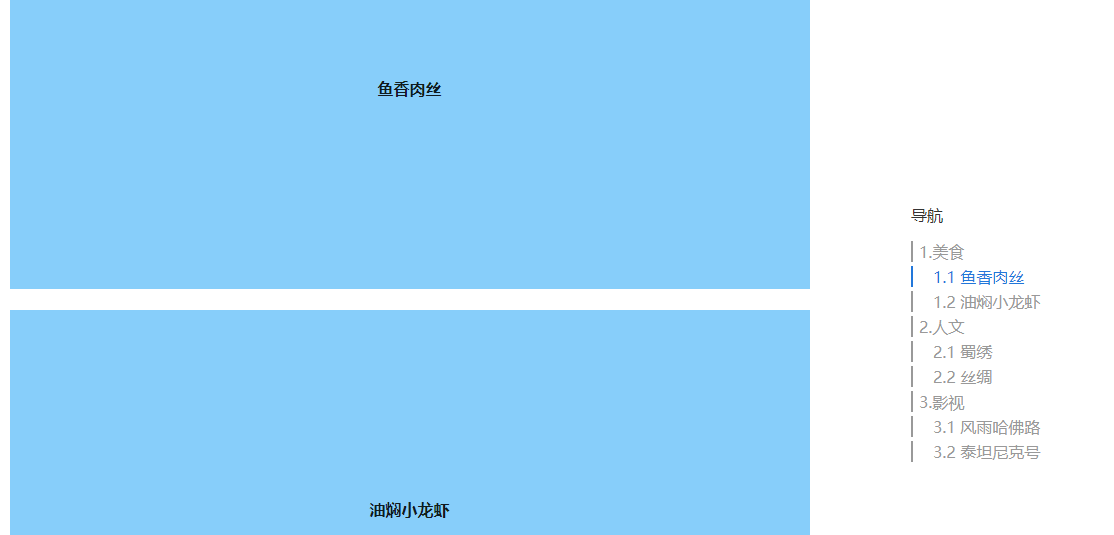 鱼香肉丝
油焖小龙虾
导航
1.美食
1.1 鱼香肉丝
1.2 油焖小龙虾
2.人文
2.1 蜀绣
2.2 丝绸
3.影视
3.1 风雨哈佛路
3.2 泰坦尼克号